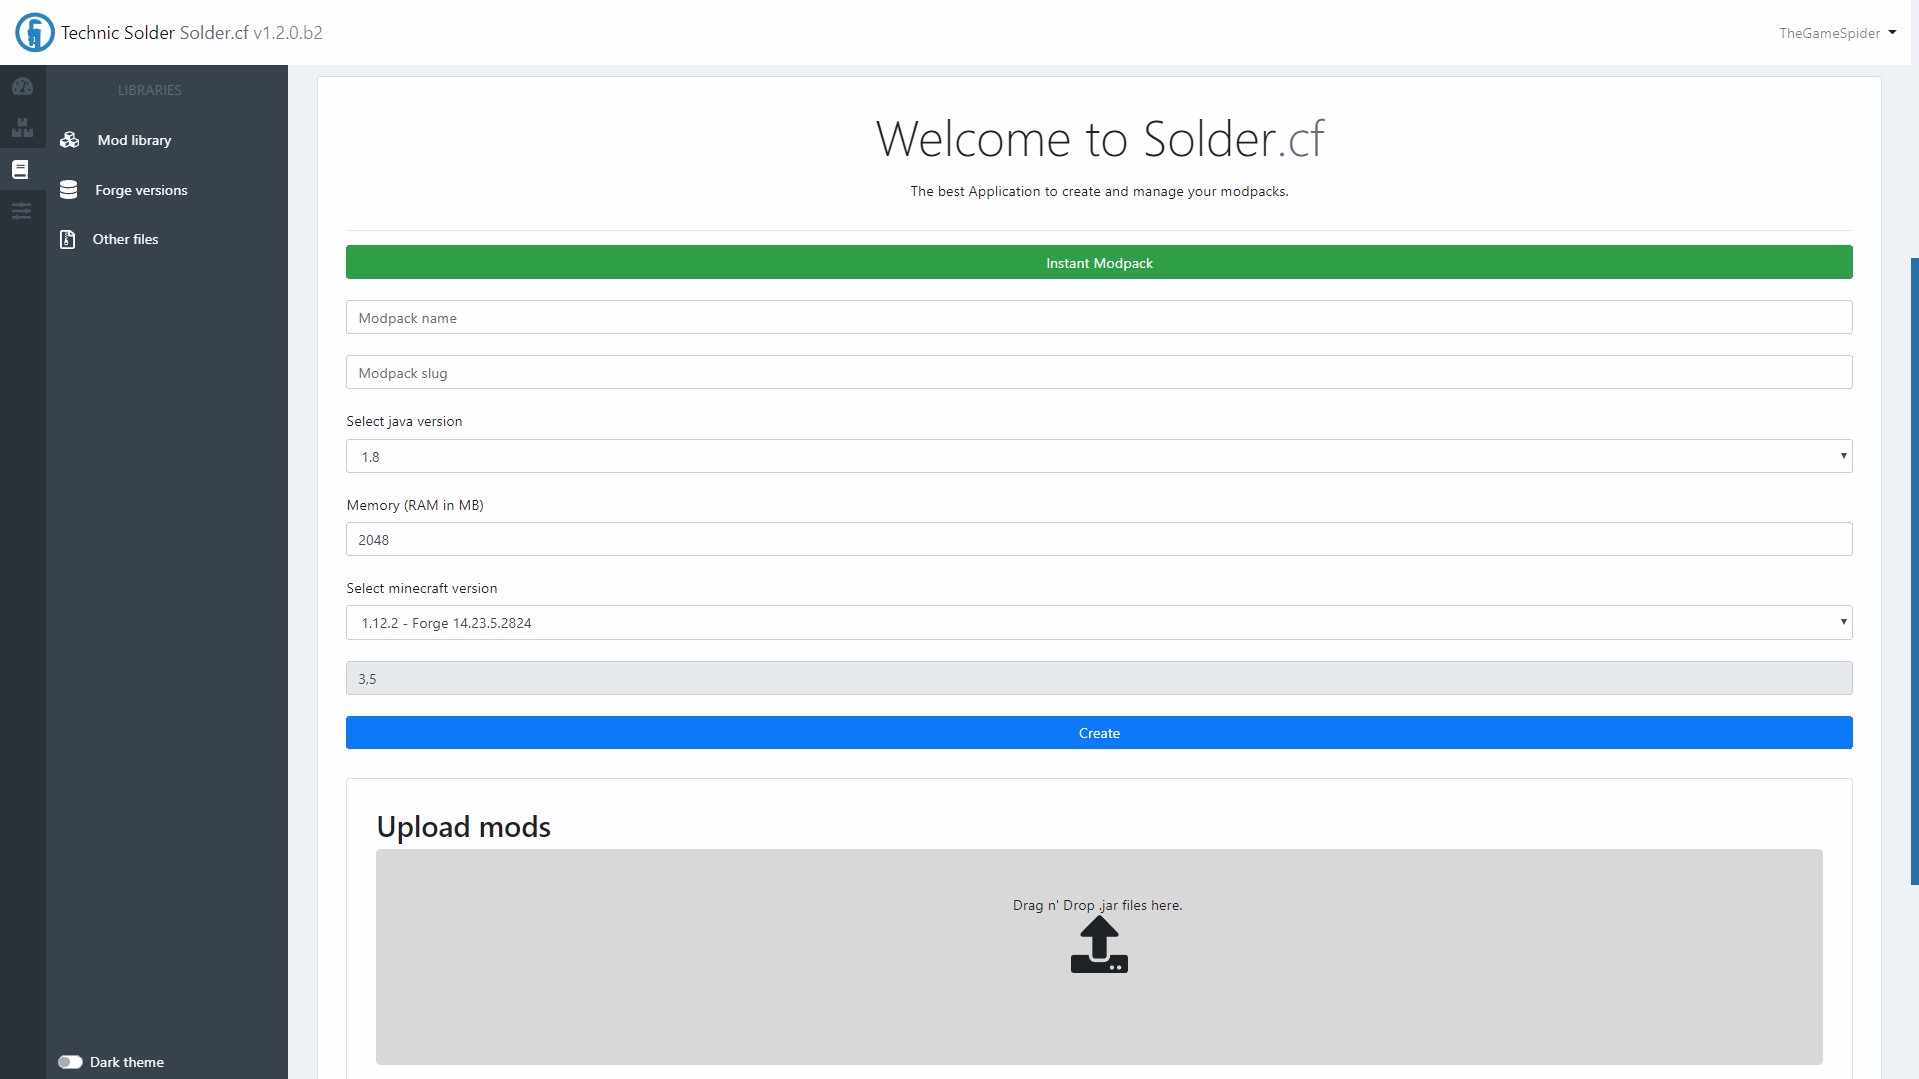 Technic Solder Solder.cf v1.2.0.b2
TheGameSpider
LIBRARIES
Mod library
Forge versions
Other files
Dark theme
Welcome to Solder.cf
The best Application to create and manage your modpacks.
Instant Modpack
Modpack name
Modpack slug
Select java version
1.8
Memory (RAM in MB)
2048
Select minecraft version
1.12.2 - Forge 14.23.5.2824
3,5
Create
Upload mods
Drag n' Drop .jar files here.